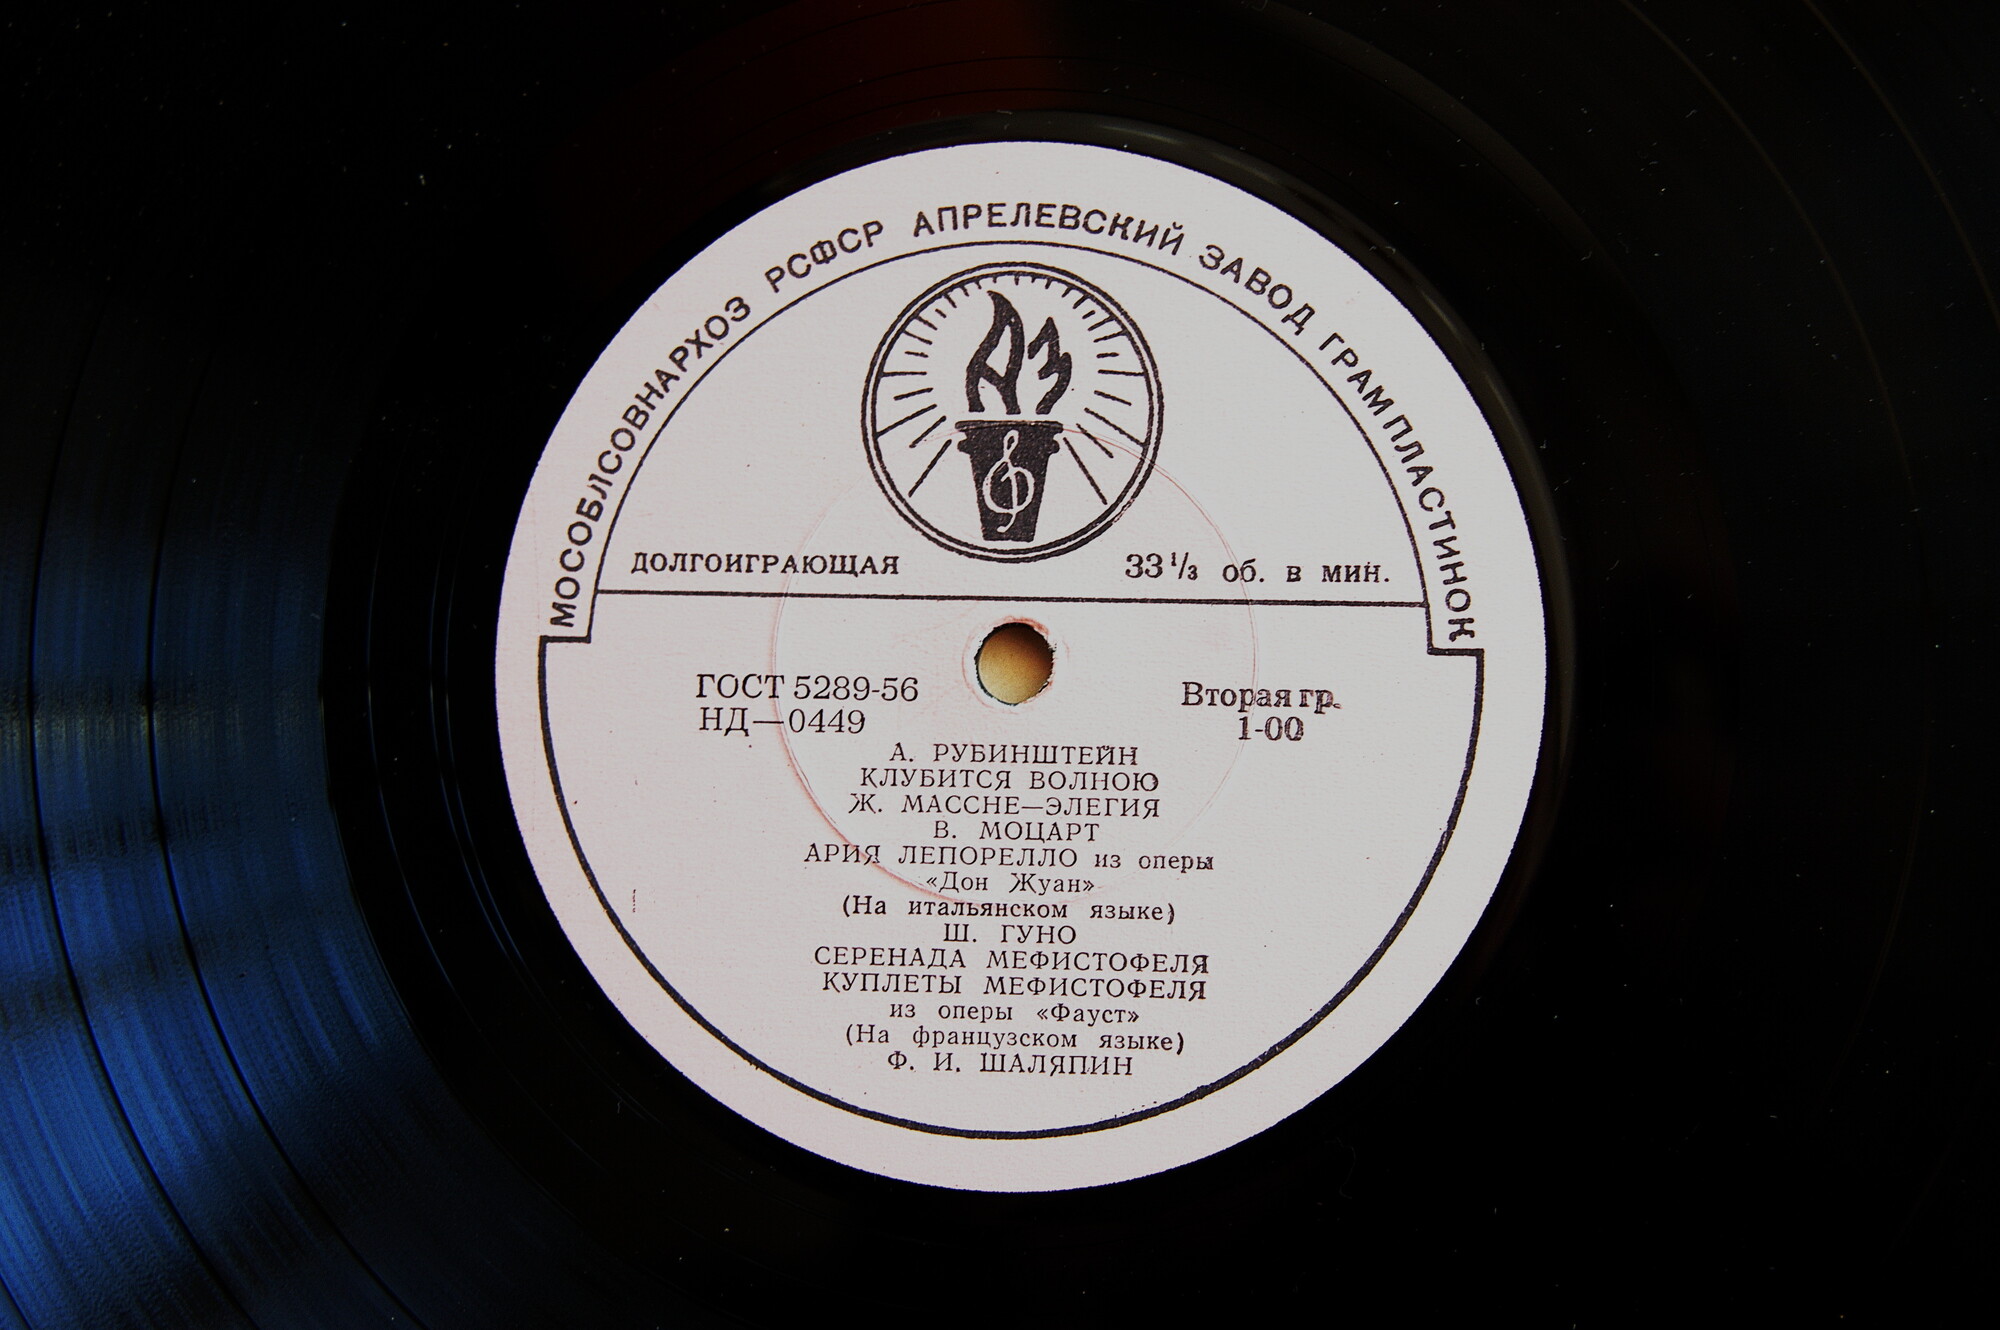 МОСОБЛСОВНАРХОЗ РСФСР АПРЕЛЕВСКИЙ ЗАВОД ГРАМПЛАСТИНОК
АЗ
ДОЛГОИГРАЮЩАЯ 33 1/3 об. в мин.
ГОСТ 5289-56 Вторая гр.
НД—0449 1-00
А. РУБИНШТЕЙН
КЛУБИТСЯ ВОЛНОЮ
Ж. МАССНЕ—ЭЛЕГИЯ
В. МОЦАРТ
АРИЯ ЛЕПОРЕЛЛО из оперы
«Дон Жуан»
(На итальянском языке)
Ш. ГУНО
СЕРЕНАДА МЕФИСТОФЕЛЯ
КУПЛЕТЫ МЕФИСТОФЕЛЯ
из оперы «Фауст»
(На французском языке)
Ф. И. ШАЛЯПИН